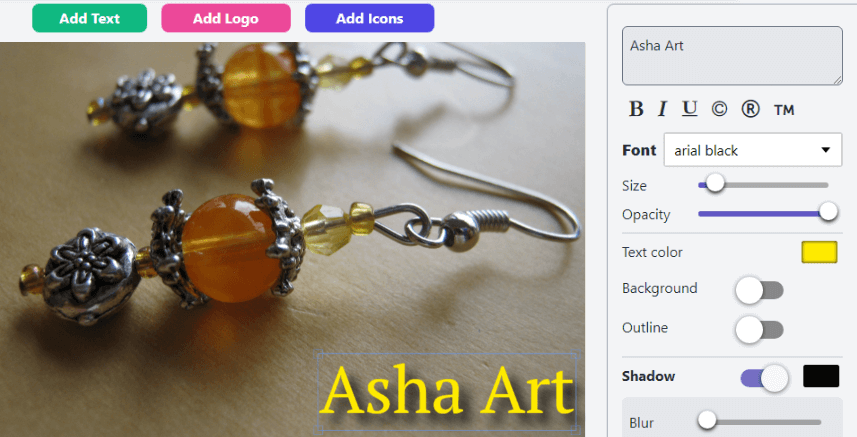 Add Text
Add Logo
Add Icons
Asha Art
B I U © ® TM
Font arial black
Size
Opacity
Text color
Background
Outline
Shadow
Blur
Asha Art